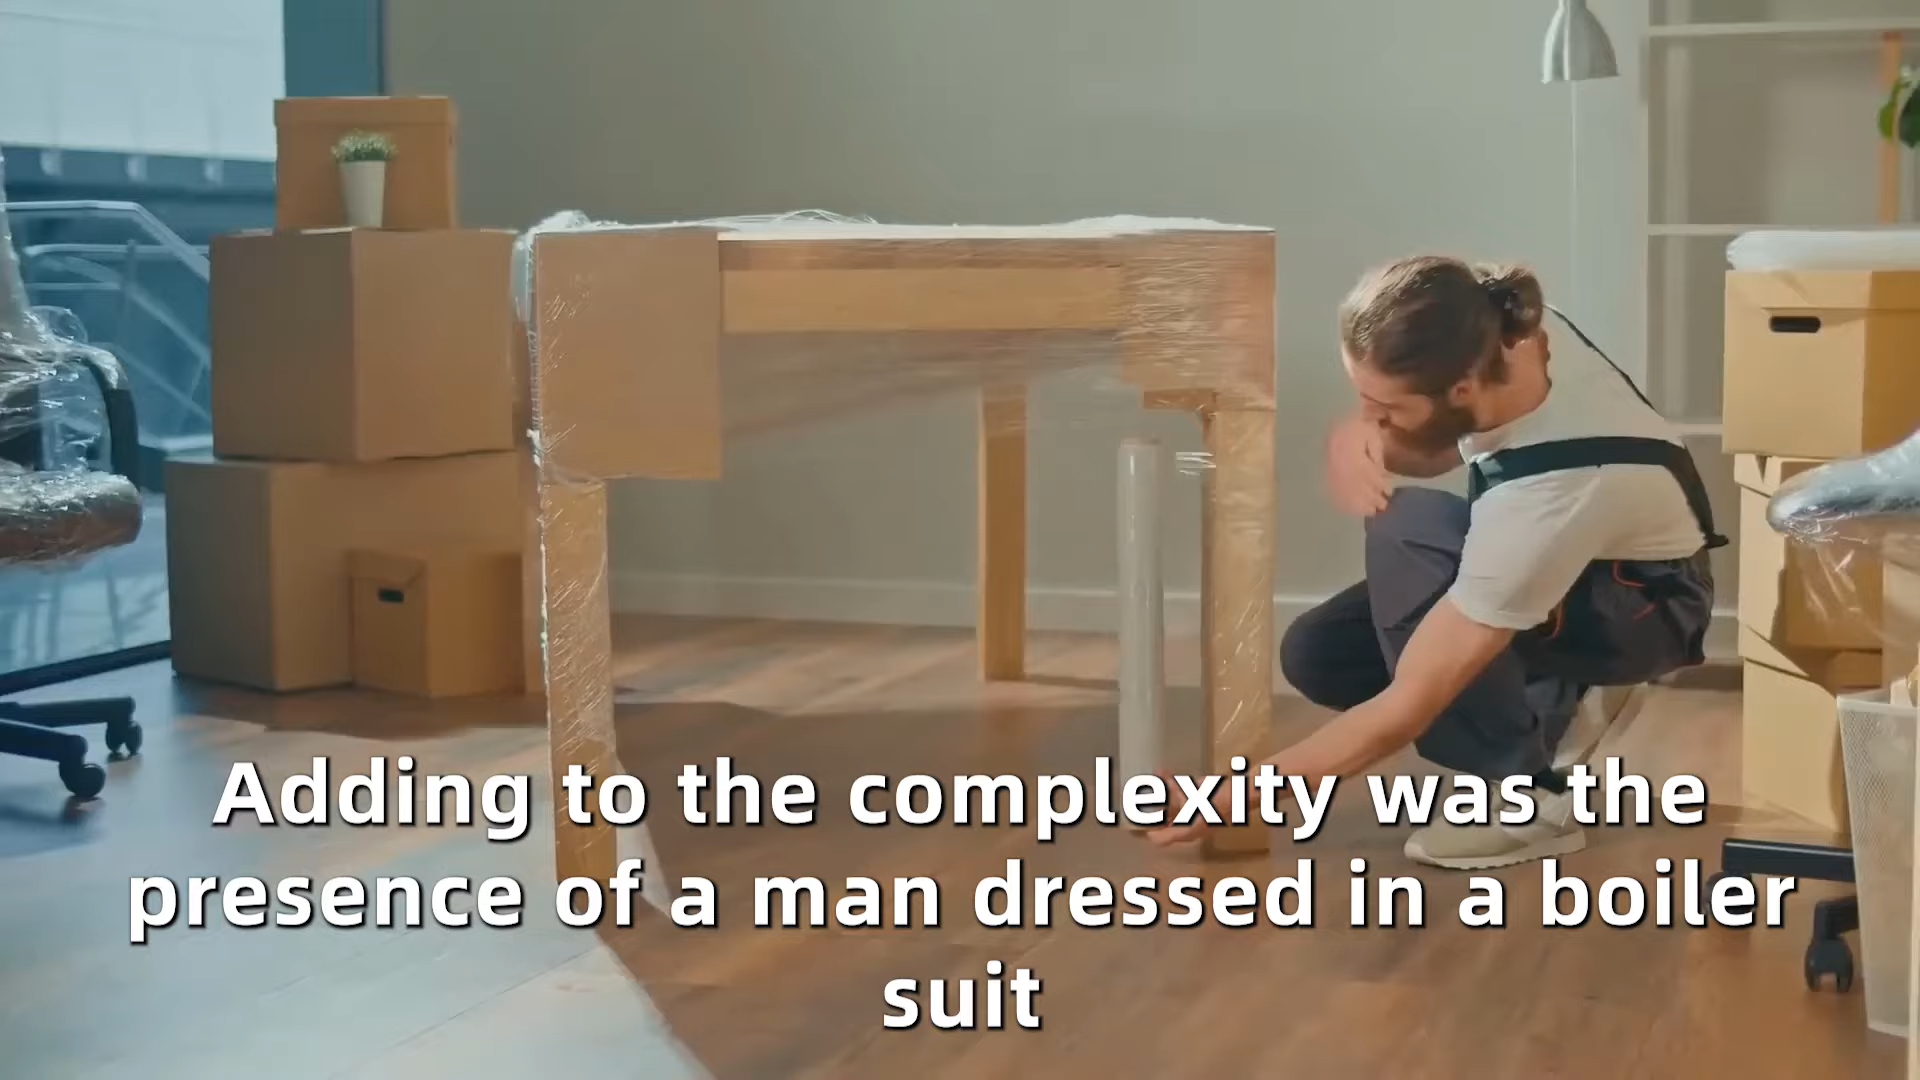 Adding to the complexity was the
presence of a man dressed in a boiler
suit